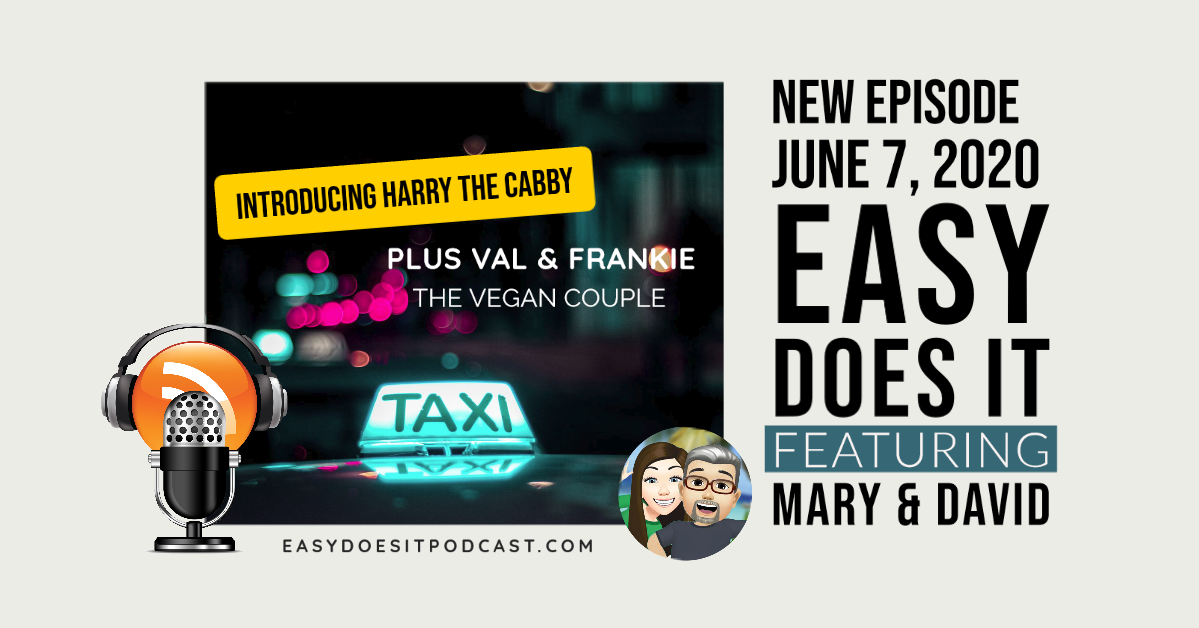 INTRODUCING HARRY THE CABBY
PLUS VAL & FRANKIE
THE VEGAN COUPLE
TAXI
EASYDOESITPODCAST.COM
NEW EPISODE
JUNE 7, 2020
EASY
DOES IT
FEATURING
MARY & DAVID